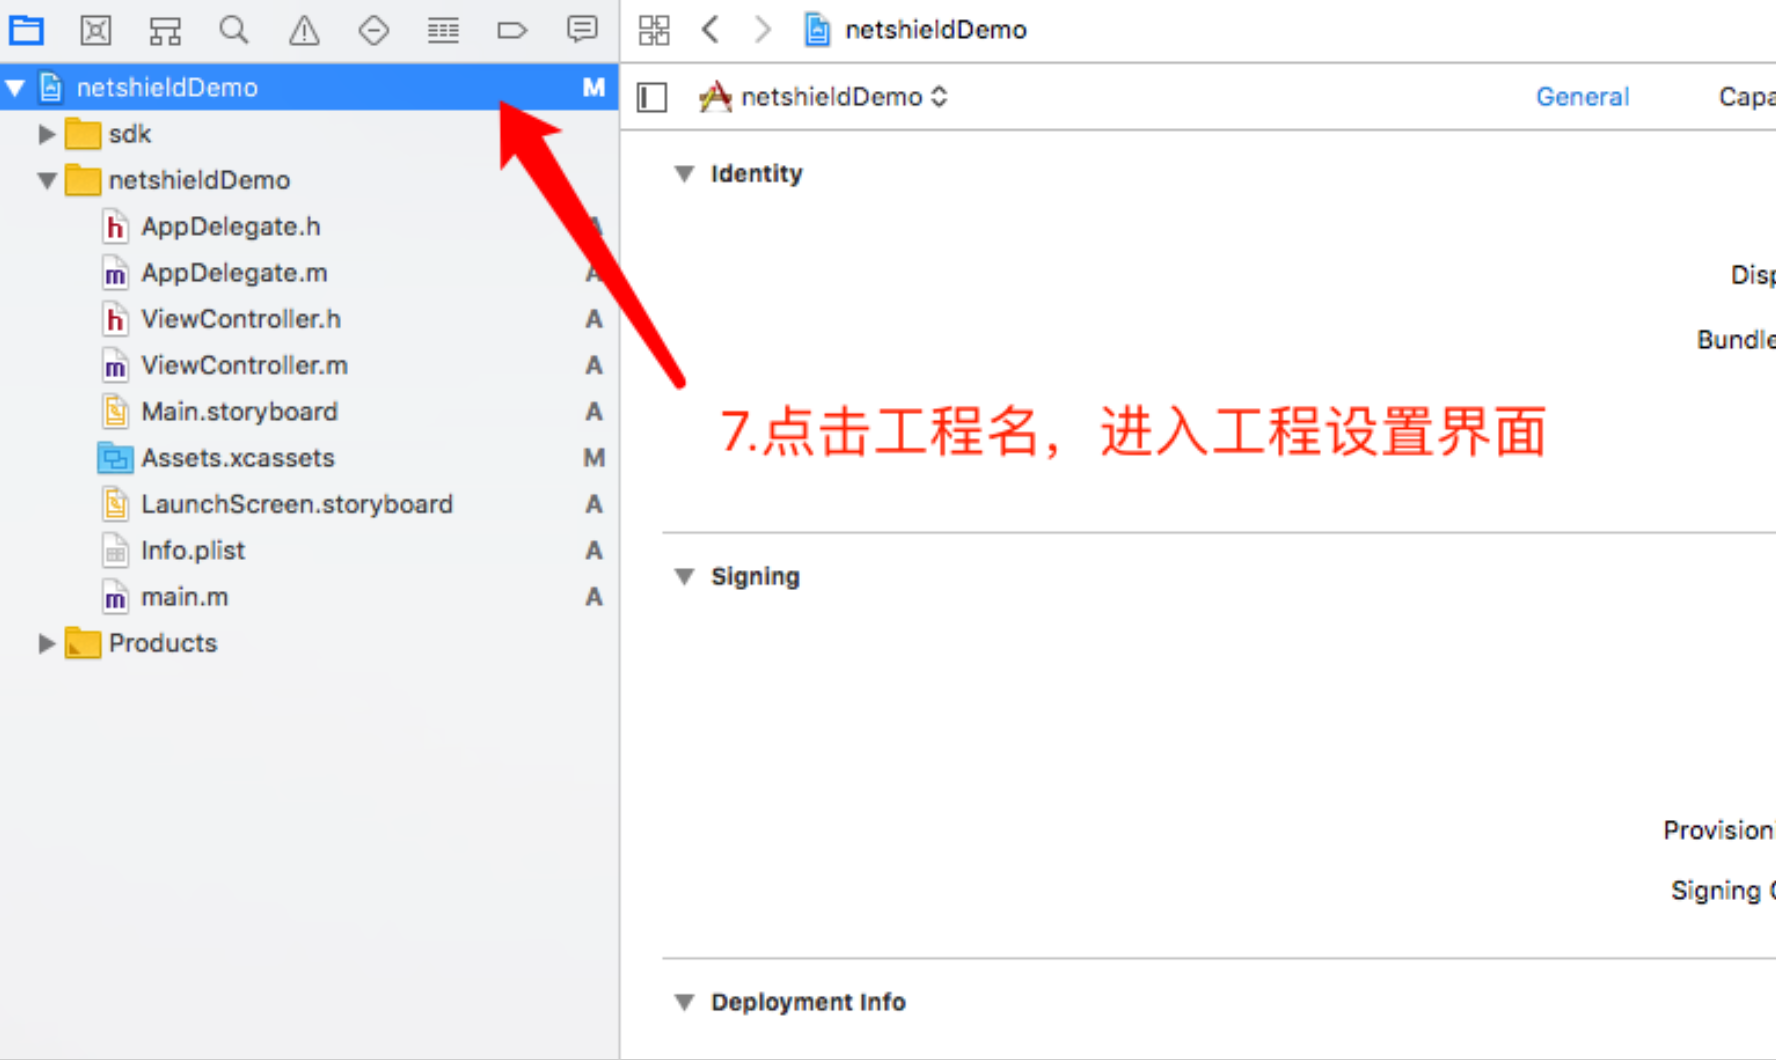 netshieldDemo
netshieldDemo M
netshieldDemo
General Capa
sdk
Identity
netshieldDemo
AppDelegate.h A
AppDelegate.m A
Disp
ViewController.h A
Bundle
ViewController.m A
Main.storyboard A
7.点击工程名，进入工程设置界面
Assets.xcassets M
LaunchScreen.storyboard A
Info.plist A
Signing
main.m A
Products
Provision
Signing C
Deployment Info